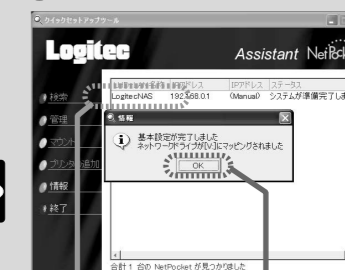 クイックセットアップツール
Logitec
Assistant NetPock
IPアドレス ステータス
検索
LogitecNAS 192.168.0.1 (Manual) システムが準備完了しま
管理
情報
マウント
基本設定が完了しました
ネットワークドライブが[V:]にマッピングされました
プリンタの追加
OK
情報
終了
合計 1 台の NetPocket が見つかりました